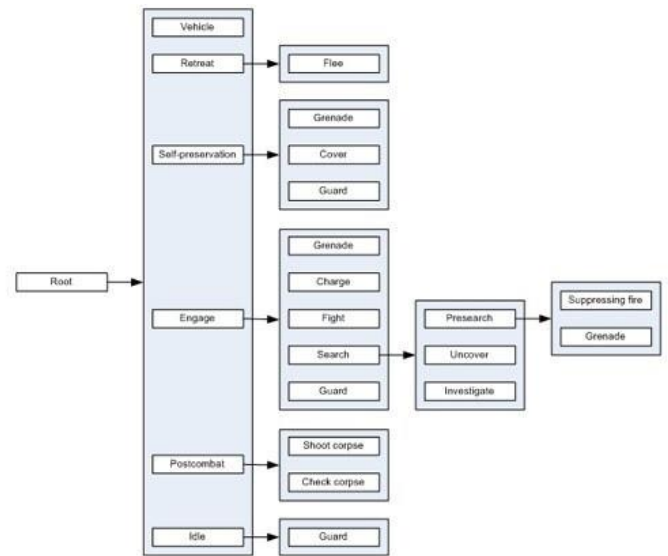 Vehicle
Retreat
Flee
Grenade
Self-preservation
Cover
Guard
Grenade
Root
Charge
Engage
Fight
Presearch
Suppressing fire
Search
Uncover
Grenade
Guard
Investigate
Shoot corpse
Postcombat
Check corpse
Idle
Guard